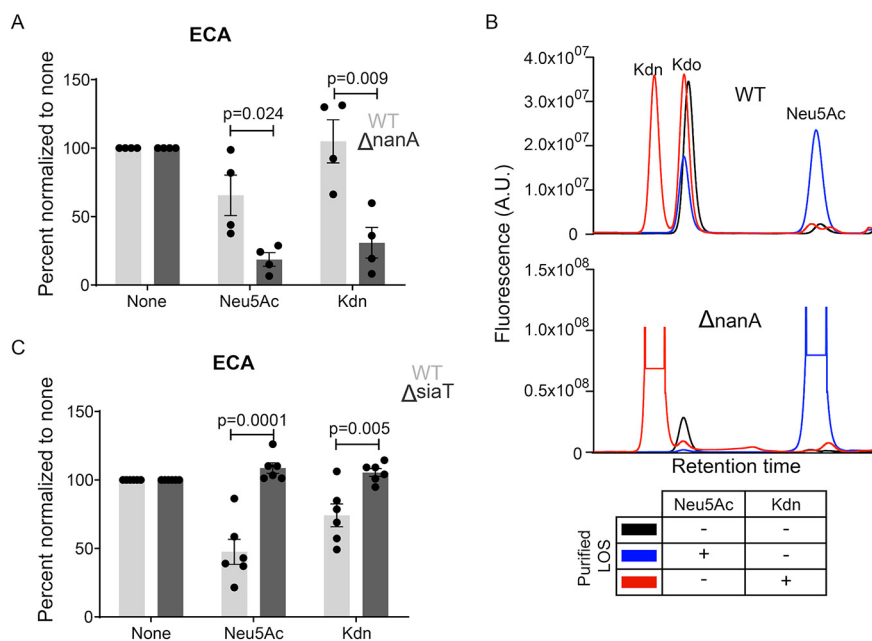 A
ECA
Percent normalized to none
150
100
50
0
p=0.024
p=0.009
WT
ΔnanA
None
Neu5Ac
Kdn
B
Fluorescence (A.U.)
4.0x10⁰⁷
3.0x10⁰⁷
2.0x10⁰⁷
1.0x10⁰⁷
0
Kdn
Kdo
WT
Neu5Ac
1.5x10⁰⁸
1.0x10⁰⁸
0.5x10⁰⁸
0
ΔnanA
Retention time
Neu5Ac Kdn
Purified
LOS
- -
+ -
- +
C
ECA
Percent normalized to none
150
100
50
0
p=0.0001
p=0.005
WT
ΔsiaT
None
Neu5Ac
Kdn